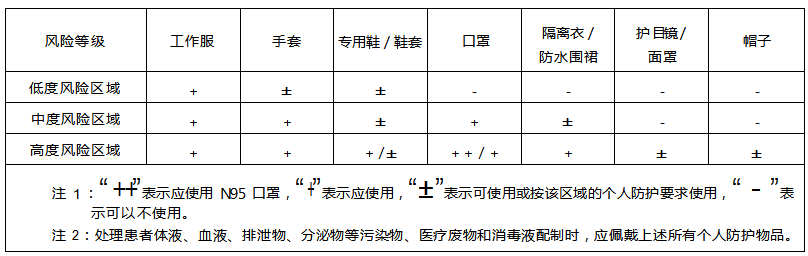 风险等级 工作服 手套 专用鞋/鞋套 口罩 隔离衣/防水围裙 护目镜/面罩 帽子
低度风险区域 + ± ± - - - -
中度风险区域 + + ± + ± - -
高度风险区域 + + +/± ++/+ + ± ±
注 1：“++”表示应使用 N95 口罩，“+”表示应使用，“±”表示可使用或按该区域的个人防护要求使用，“－”表
示可以不使用。
注 2：处理患者体液、血液、排泄物、分泌物等污染物、医疗废物和消毒液配制时，应佩戴上述所有个人防护物品。